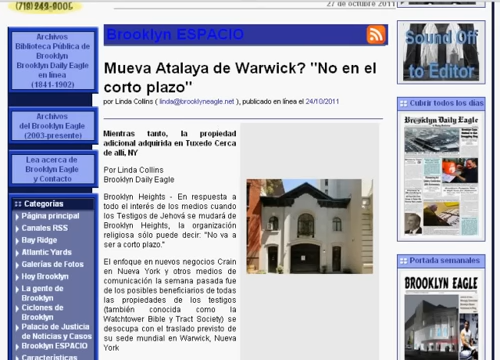 (718) 242-8005
27 de octubre 2011
Archivos
Biblioteca Pública de
Brooklyn
Brooklyn Daily Eagle
en línea
(1841-1902)
Archivos
del Brooklyn Eagle
(2003-presente)
Lea acerca de
Brooklyn Eagle
y Contacto
Categorías
Página principal
Canales RSS
Bay Ridge
Atlantic Yards
Galerías de Fotos
Hoy Brooklyn
La gente de
Brooklyn
Ciclones de
Brooklyn
Palacio de Justicia
de Noticias y Casos
Brooklyn ESPACIO
Características
Brooklyn ESPACIO
Mueva Atalaya de Warwick? "No en el
corto plazo"
por Linda Collins ( linda@brooklyneagle.net ), publicado en línea el 24/10/2011
Mientras tanto, la propiedad
adicional adquirida en Tuxedo Cerca
de allí, NY
Por Linda Collins
Brooklyn Daily Eagle
Brooklyn Heights - En respuesta a
todo el interés de los medios cuando
los Testigos de Jehová se mudará de
Brooklyn Heights, la organización
religiosa sólo puede decir: "No va a
ser a corto plazo."
El enfoque en nuevos negocios Crain
en Nueva York y otros medios de
comunicación la semana pasada fue
de los posibles beneficiarios de todas
las propiedades de los testigos
(también conocida como la
Watchtower Bible y Tract Society) se
desocupa con el traslado previsto de
su sede mundial en Warwick, Nueva
York
Sound Off
to Editor
Cubrir todos los días
Brooklyn Daily Eagle
Portada semanales
BROOKLYN EAGLE